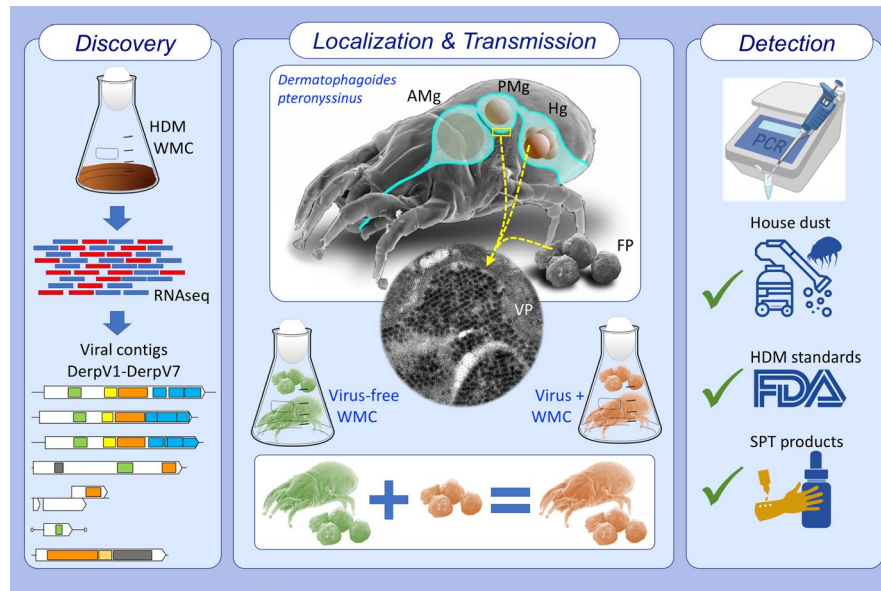 Discovery
HDM
WMC
RNAseq
Viral contigs
DerpV1-DerpV7
Localization & Transmission
Dermatophagoides
pteronyssinus
AMg
PMg
Hg
FP
VP
Virus-free
WMC
Virus +
WMC
Detection
PCR
House dust
HDM standards
FDA
SPT products